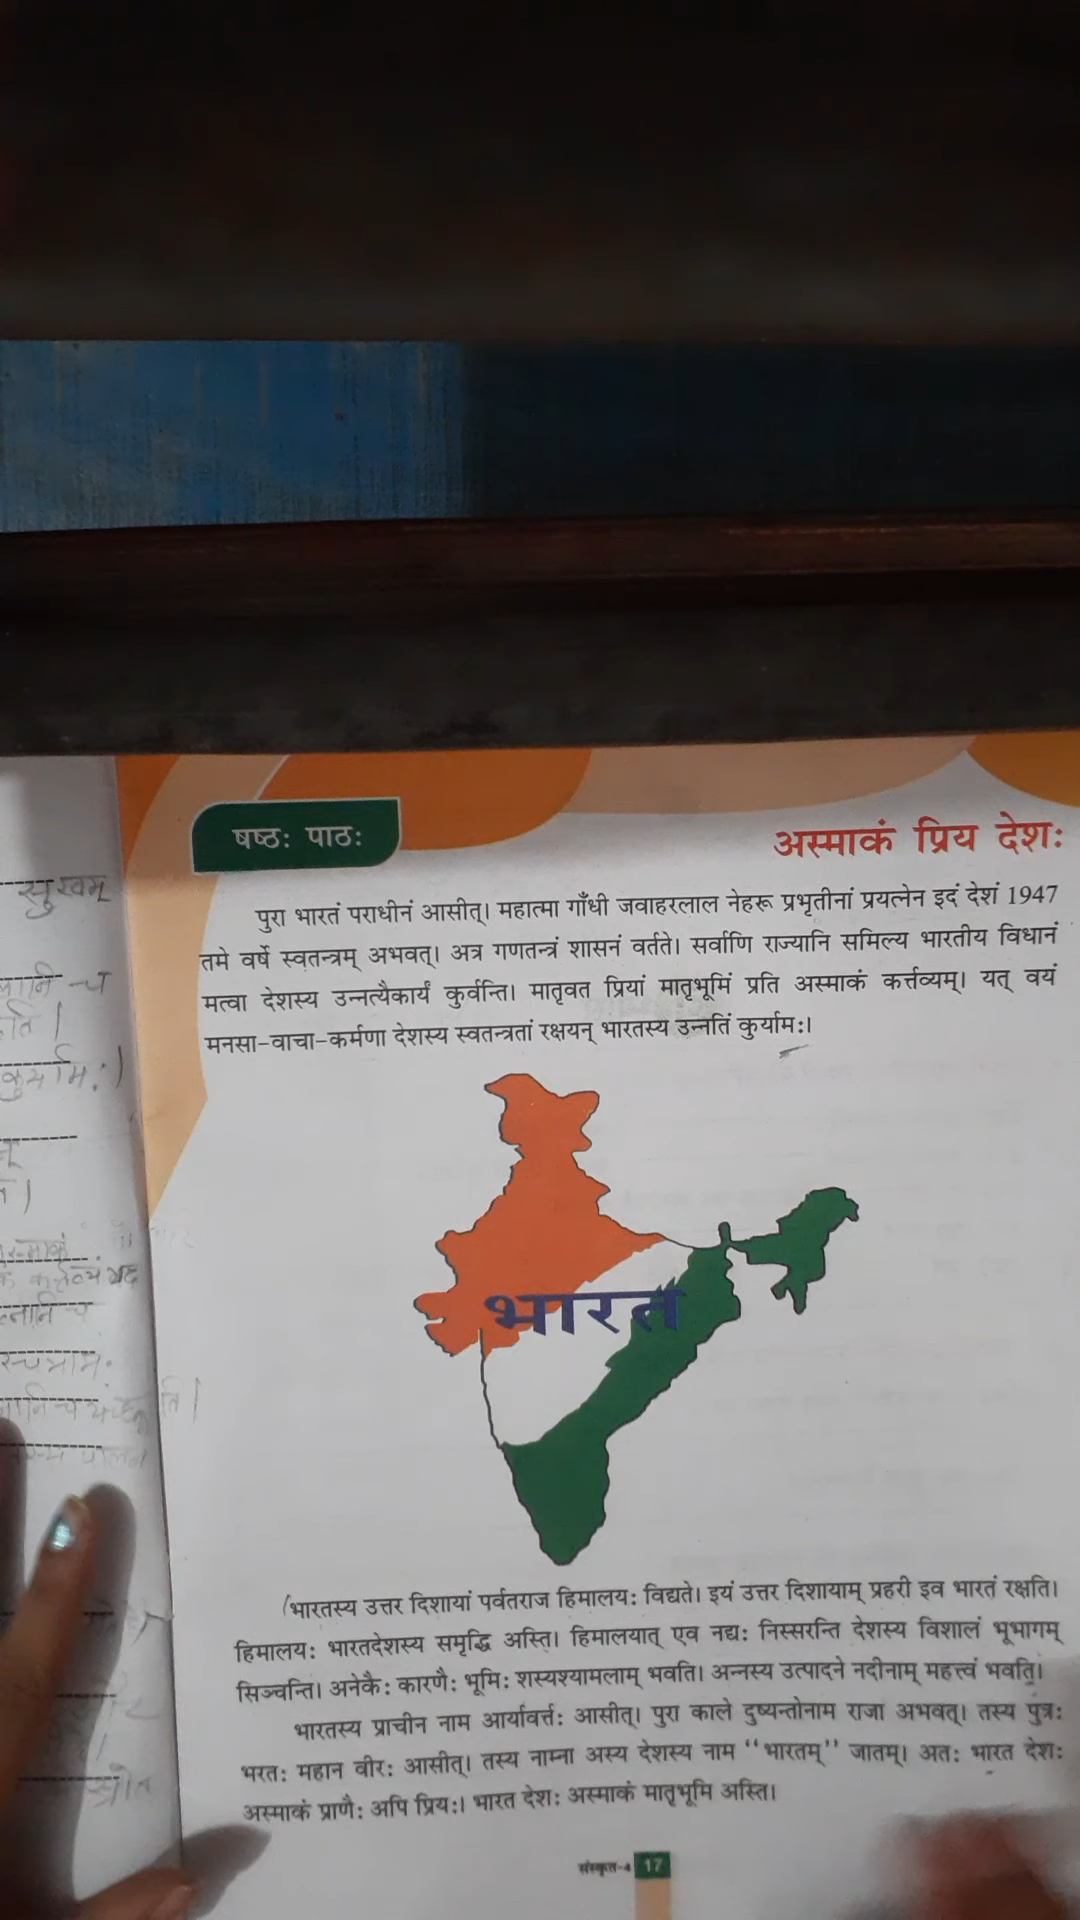 षष्ठः पाठः
अस्माकं प्रिय देशः
पुरा भारतं पराधीनं आसीत्। महात्मा गाँधी जवाहरलाल नेहरू प्रभृतीनां प्रयत्नेन इदं देशं 1947
तमे वर्षे स्वतन्त्रम् अभवत्। अत्र गणतन्त्रं शासनं वर्तते। सर्वाणि राज्यानि समिल्य भारतीय विधानं
मत्वा देशस्य उन्नत्यैकार्यं कुर्वन्ति। मातृवत प्रियां मातृभूमिं प्रति अस्माकं कर्त्तव्यम्। यत् वयं
मनसा-वाचा-कर्मणा देशस्य स्वतन्त्रतां रक्षयन् भारतस्य उन्नतिं कुर्यामः।
भारत
भारतस्य उत्तर दिशायां पर्वतराज हिमालयः विद्यते। इयं उत्तर दिशायाम् प्रहरी इव भारतं रक्षति।
हिमालयः भारतदेशस्य समृद्धि अस्ति। हिमालयात् एव नद्यः निस्सरन्ति देशस्य विशालं भूभागम्
सिञ्चन्ति। अनेकैः कारणैः भूमिः शस्यश्यामलाम् भवति। अन्नस्य उत्पादने नदीनाम् महत्त्वं भवति।
भारतस्य प्राचीन नाम आर्यावर्त्तः आसीत्। पुरा काले दुष्यन्तोनाम राजा अभवत्। तस्य पुत्रः
भरतः महान वीरः आसीत्। तस्य नाम्ना अस्य देशस्य नाम "भारतम्" जातम्। अतः भारत देशः
अस्माकं प्राणैः अपि प्रियः। भारत देशः अस्माकं मातृभूमि अस्ति।
संस्कृत-4 17
सुखम्
कुर्यामः।